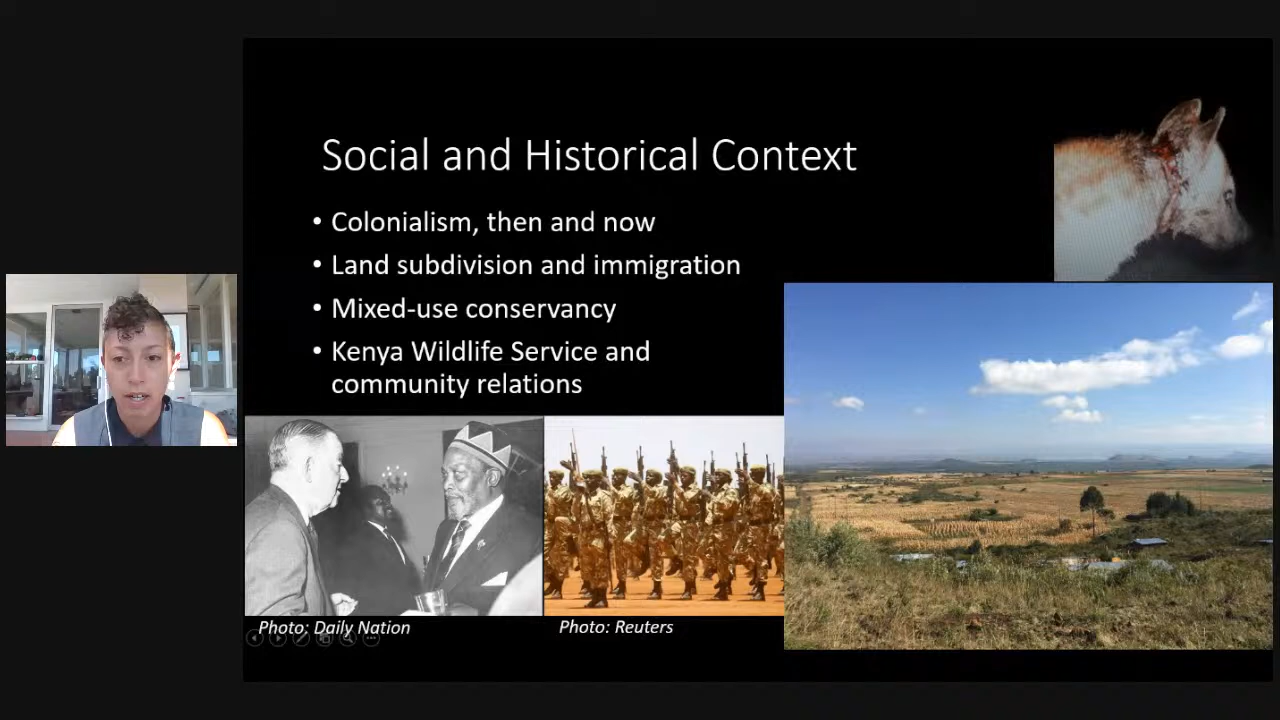 Social and Historical Context
• Colonialism, then and now
• Land subdivision and immigration
• Mixed-use conservancy
• Kenya Wildlife Service and
community relations
Photo: Daily Nation
Photo: Reuters